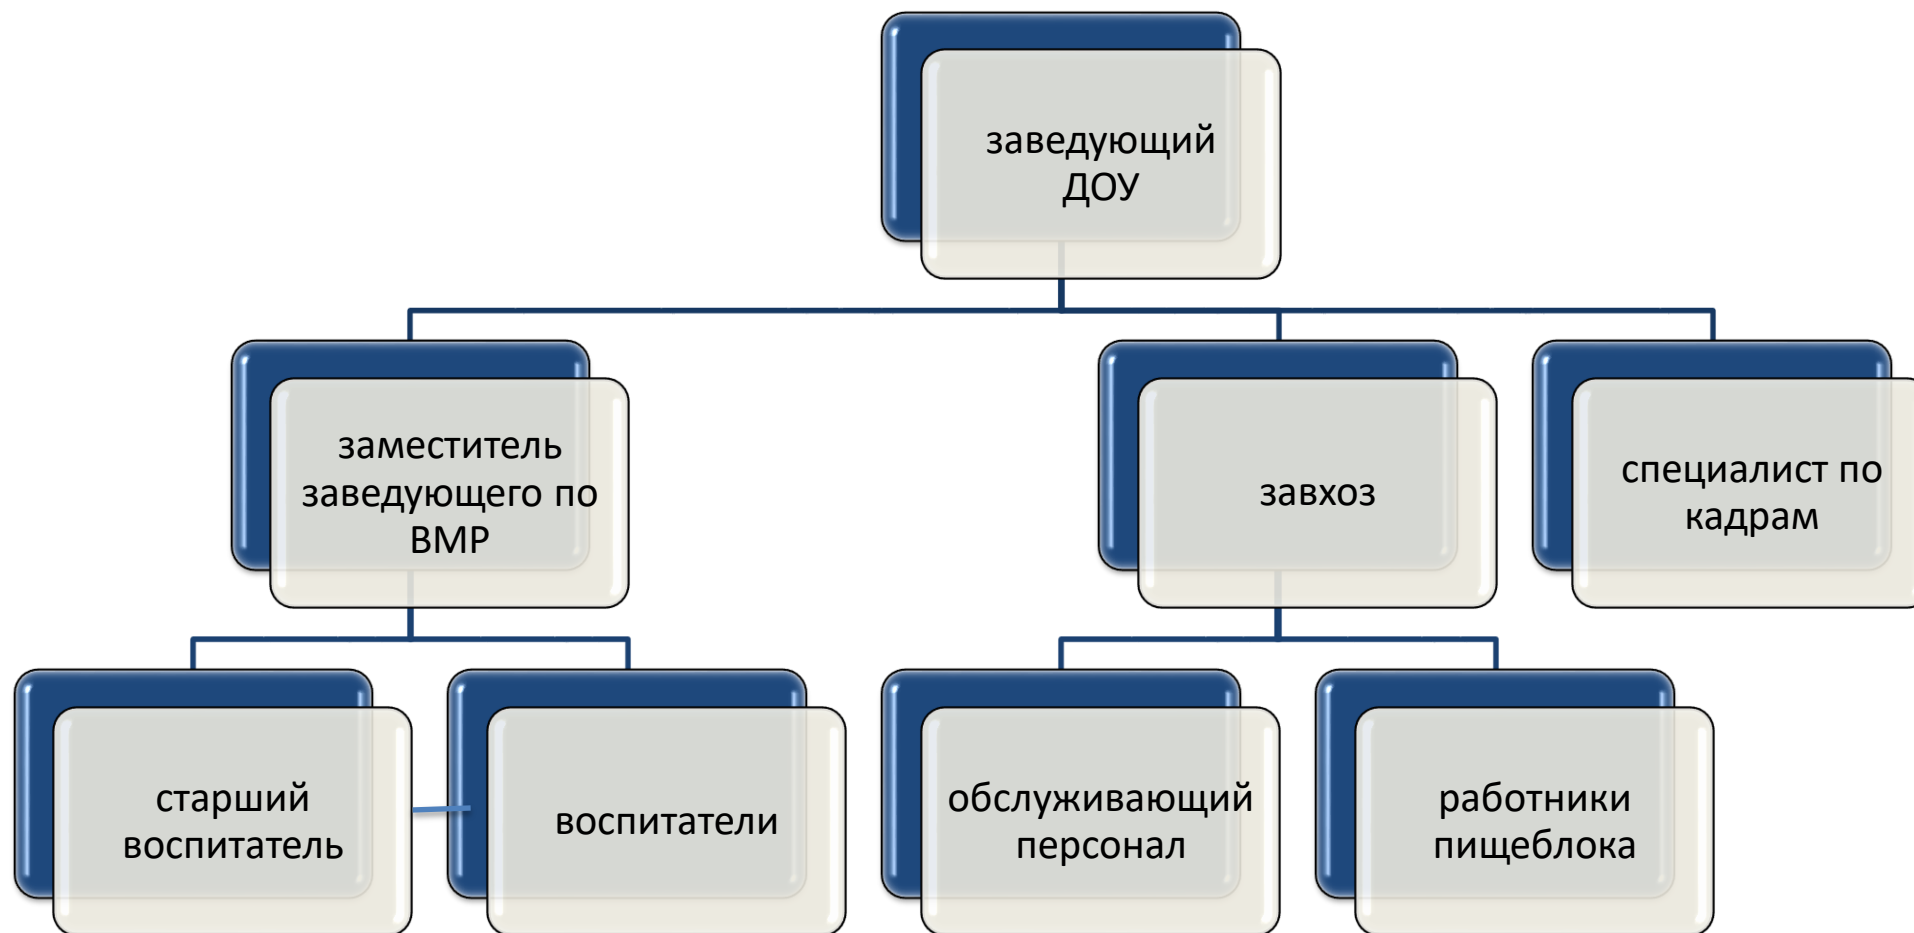 заведующий
ДОУ
заместитель
заведующего по
ВМР
завхоз
специалист по
кадрам
старший
воспитатель
воспитатели
обслуживающий
персонал
работники
пищеблока